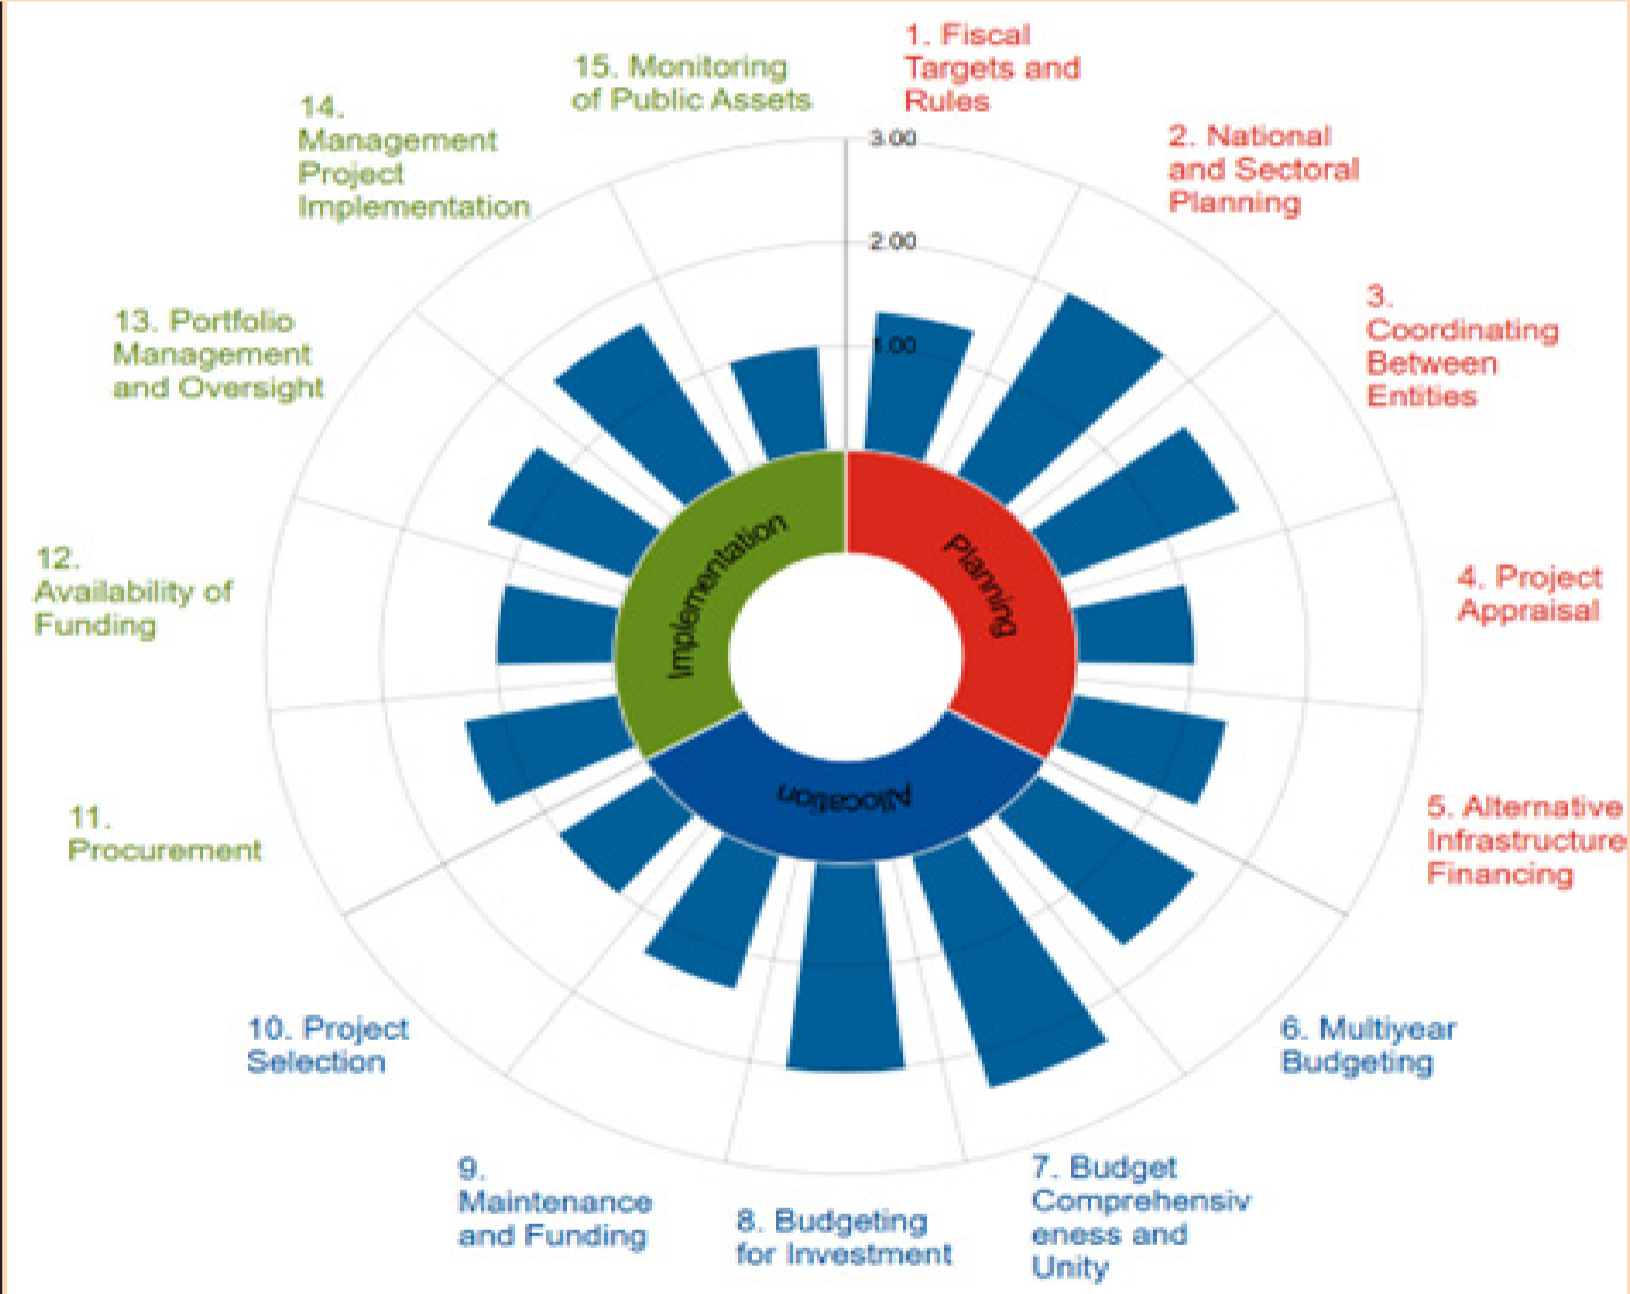 1. Fiscal
Targets and
Rules
2. National
and Sectoral
Planning
3.
Coordinating
Between
Entities
4. Project
Appraisal
5. Alternative
Infrastructure
Financing
6. Multiyear
Budgeting
7. Budget
Comprehensiv
eness and
Unity
8. Budgeting
for Investment
9.
Maintenance
and Funding
10. Project
Selection
11.
Procurement
12.
Availability of
Funding
13. Portfolio
Management
and Oversight
14.
Management
Project
Implementation
15. Monitoring
of Public Assets
3.00
2.00
1.00
Planning
Allocation
Implementation